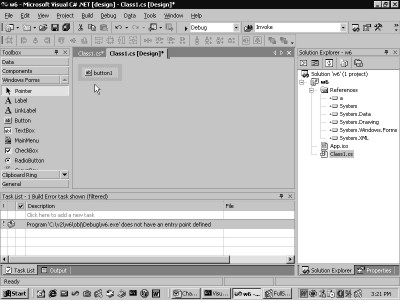 w6 - Microsoft Visual C# .NET [design] - Class1.cs [Design]*
File Edit View Project Build Debug Data Tools Window Help
Debug
Invoke
Toolbox
Data
Components
Windows Forms
Pointer
Label
LinkLabel
Button
TextBox
MainMenu
CheckBox
RadioButton
Clipboard Ring
General
Class1.cs* Class1.cs [Design]*
button1
Solution Explorer - w6
Solution 'w6' (1 project)
w6
References
System
System.Data
System.Drawing
System.Windows.Forms
System.XML
App.ico
Class1.cs
Task List - 1 Build Error task shown (filtered)
! Description File
Click here to add a new task
Program 'C:\v2\w6\obj\Debug\w6.exe' does not have an entry point defined
Task List Output
Solution Explorer Properties
Ready
Start
Cha...
Visu...
w6 -...
FullS...
3:21 PM